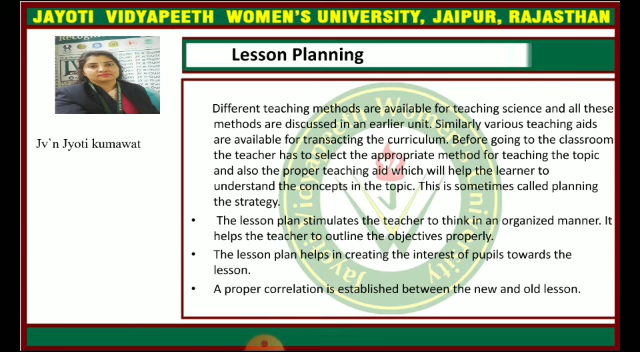 JAYOTI VIDYAPEETH WOMEN'S UNIVERSITY, JAIPUR, RAJASTHAN
Lesson Planning
Jv`n Jyoti kumawat
Different teaching methods are available for teaching science and all these
methods are discussed in an earlier unit. Similarly various teaching aids
are available for transacting the curriculum. Before going to the classroom
the teacher has to select the appropriate method for teaching the topic
and also the proper teaching aid which will help the learner to
understand the concepts in the topic. This is sometimes called planning
the strategy.
• The lesson plan stimulates the teacher to think in an organized manner. It
helps the teacher to outline the objectives properly.
• The lesson plan helps in creating the interest of pupils towards the
lesson.
• A proper correlation is established between the new and old lesson.